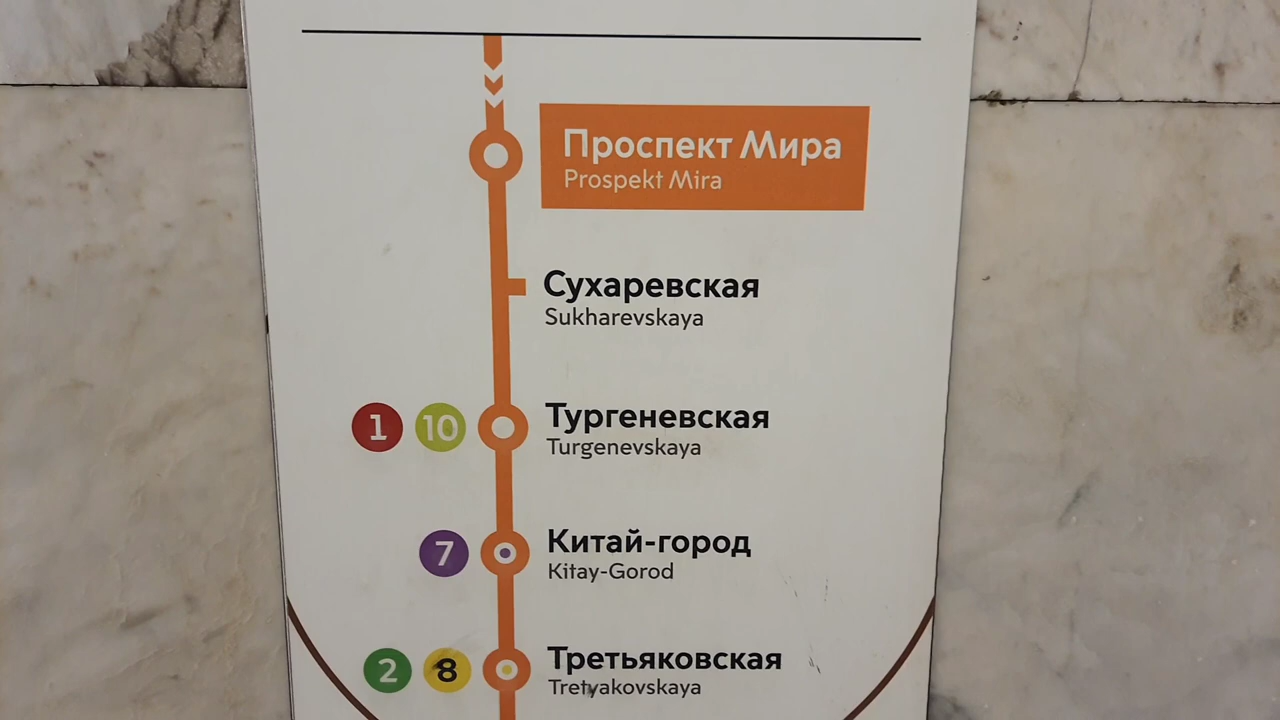 Проспект Мира
Prospekt Mira
Сухаревская
Sukharevskaya
1 10 Тургеневская
Turgenevskaya
7 Китай-город
Kitay-Gorod
2 8 Третьяковская
Tretyakovskaya